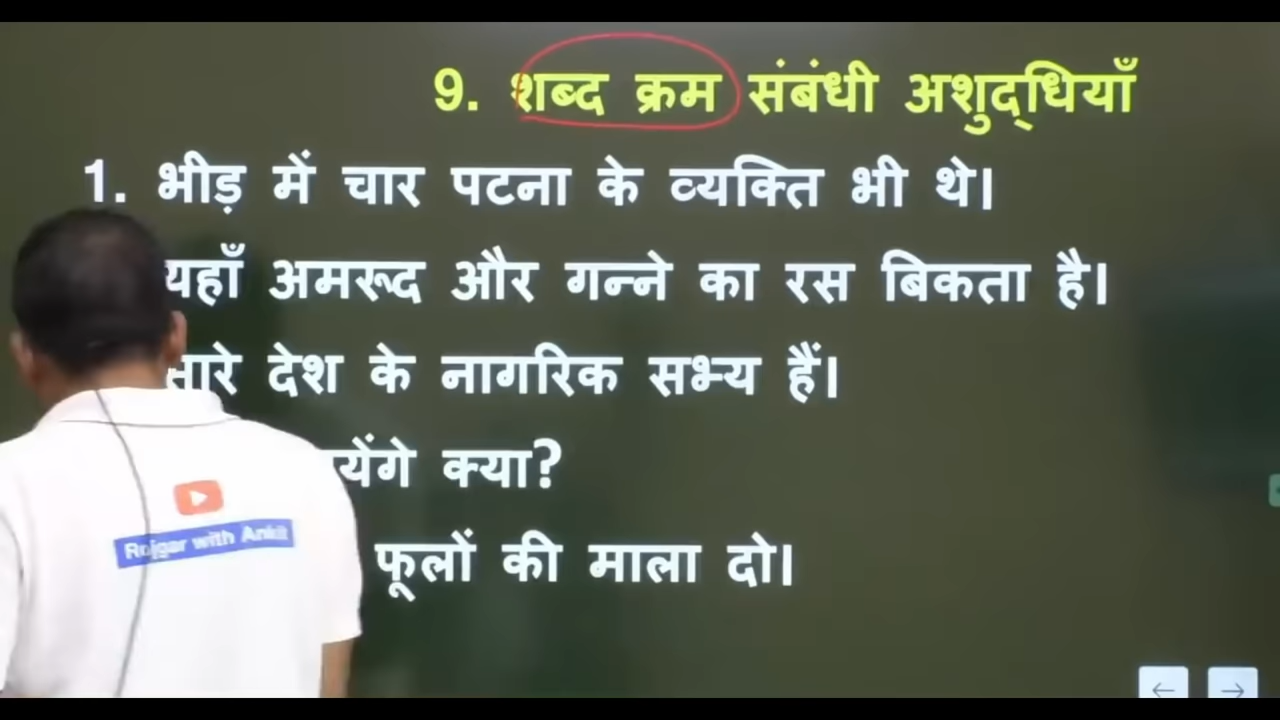 9. शब्द क्रम संबंधी अशुद्धियाँ
1. भीड़ में चार पटना के व्यक्ति भी थे।
यहाँ अमरूद और गन्ने का रस बिकता है।
सारे देश के नागरिक सभ्य हैं।
क्या?
फूलों की माला दो।
Rojgar with Ankit